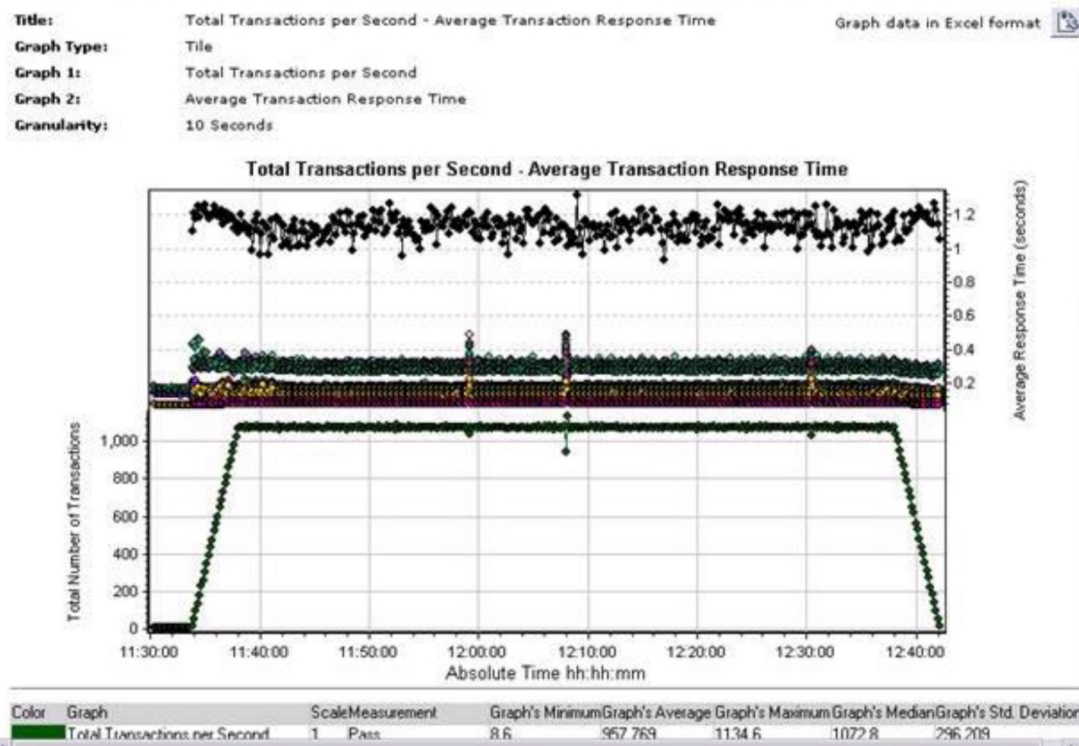 Title: Total Transactions per Second - Average Transaction Response Time
Graph data in Excel format
Graph Type: Tile
Graph 1: Total Transactions per Second
Graph 2: Average Transaction Response Time
Granularity: 10 Seconds
Total Transactions per Second - Average Transaction Response Time
1.2
1
0.8
0.6
0.4
0.2
Average Response Time (seconds)
1,000
800
600
400
200
0
Total Number of Transactions
11:30:00 11:40:00 11:50:00 12:00:00 12:10:00 12:20:00 12:30:00 12:40:00
Absolute Time hh:hh:mm
Color Graph Scale Measurement Graph's Minimum Graph's Average Graph's Maximum Graph's Median Graph's Std. Deviation
Total Transactions per Second 1 Pass 8.6 957.769 1134.6 1072.8 296.209